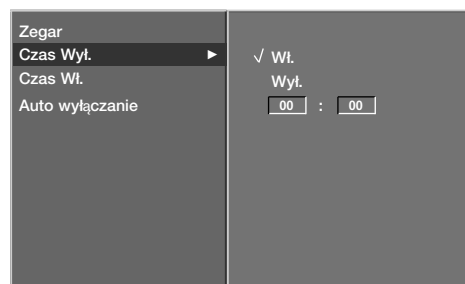 Zegar
Czas Wył. ►
Czas Wł.
Auto wyłączanie
√ Wł.
Wył.
00 : 00